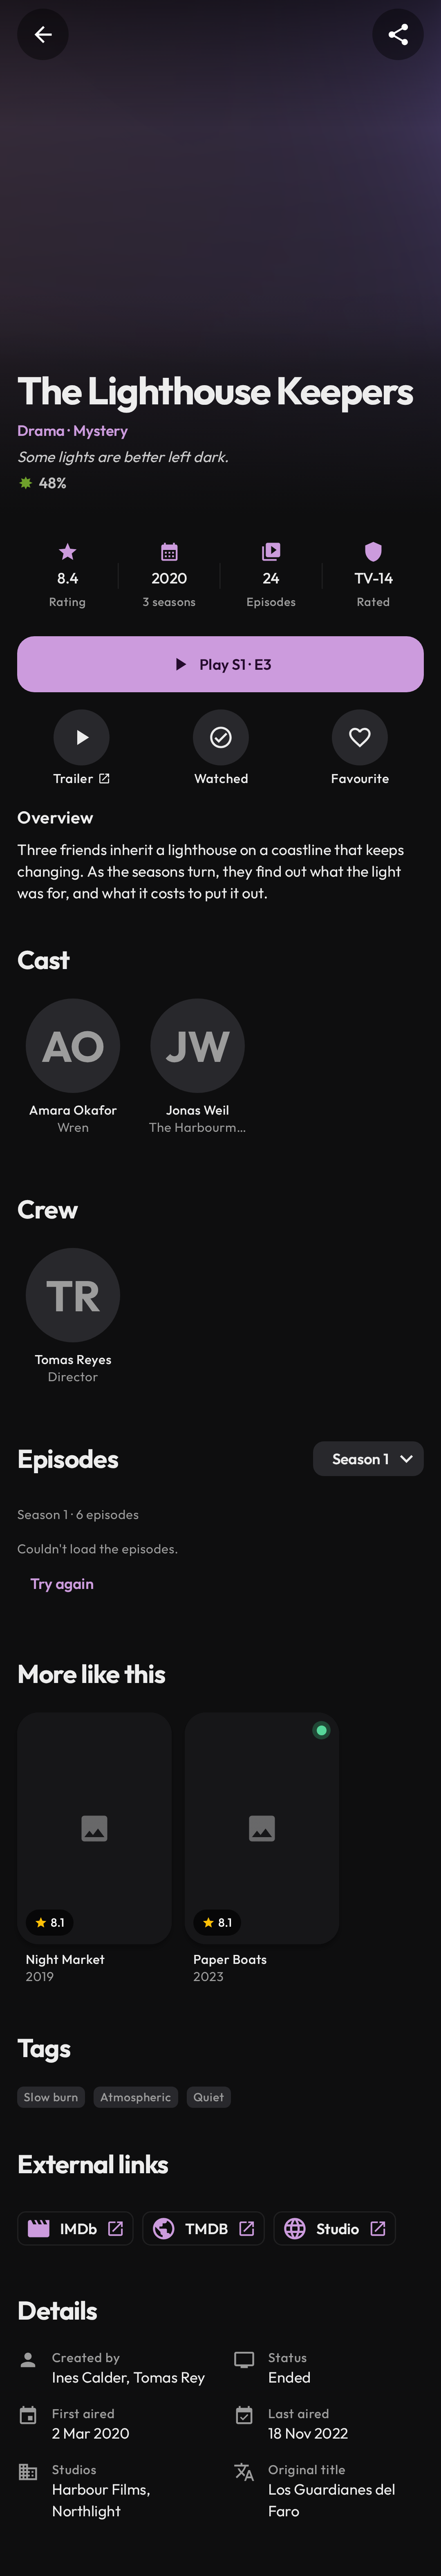 The Lighthouse Keepers
Drama · Mystery
Some lights are better left dark.
48%
8.4
2020
24
TV-14
Rating
3 seasons
Episodes
Rated
Play S1 · E3
Trailer
Watched
Favourite
Overview
Three friends inherit a lighthouse on a coastline that keeps
changing. As the seasons turn, they find out what the light
was for, and what it costs to put it out.
Cast
AO
JW
Amara Okafor
Jonas Weil
Wren
The Harbourm...
Crew
TR
Tomas Reyes
Director
Episodes
Season 1
Season 1 · 6 episodes
Couldn't load the episodes.
Try again
More like this
8.1
8.1
Night Market
Paper Boats
2019
2023
Tags
Slow burn
Atmospheric
Quiet
External links
IMDb
TMDB
Studio
Details
Created by
Ines Calder, Tomas Rey
Status
Ended
First aired
2 Mar 2020
Last aired
18 Nov 2022
Studios
Harbour Films,
Northlight
Original title
Los Guardianes del
Faro